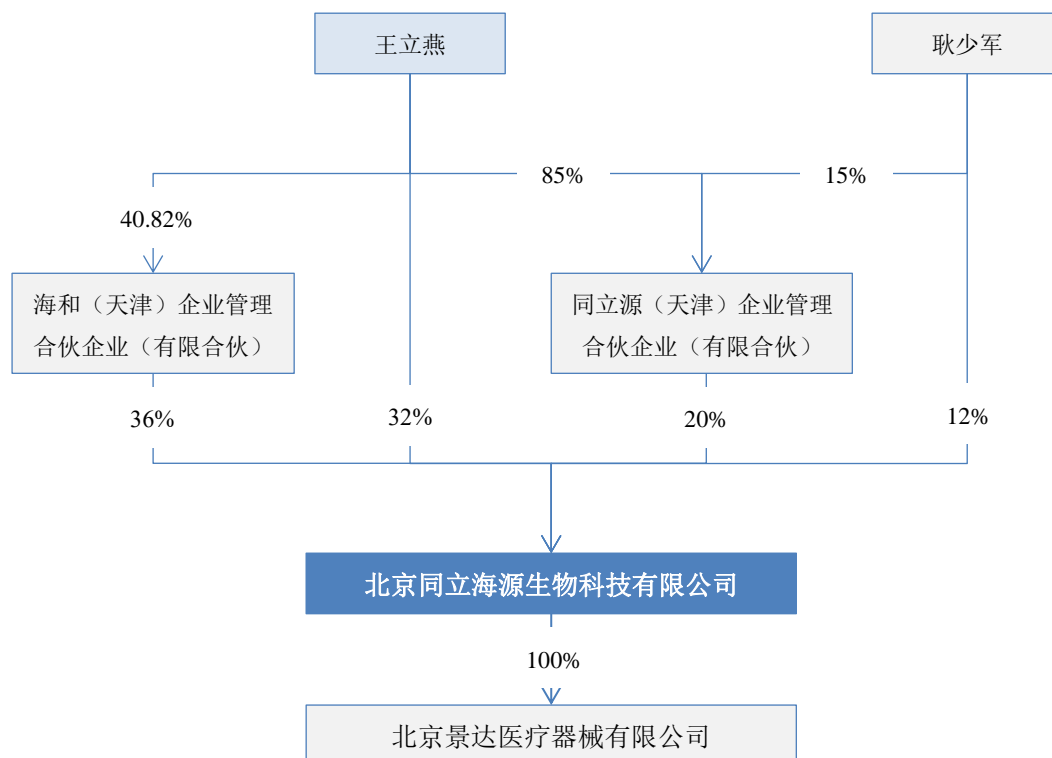 王立燕
耿少军
85%
15%
40.82%
海和（天津）企业管理
合伙企业（有限合伙）
同立源（天津）企业管理
合伙企业（有限合伙）
36%
32%
20%
12%
北京同立海源生物科技有限公司
100%
北京景达医疗器械有限公司